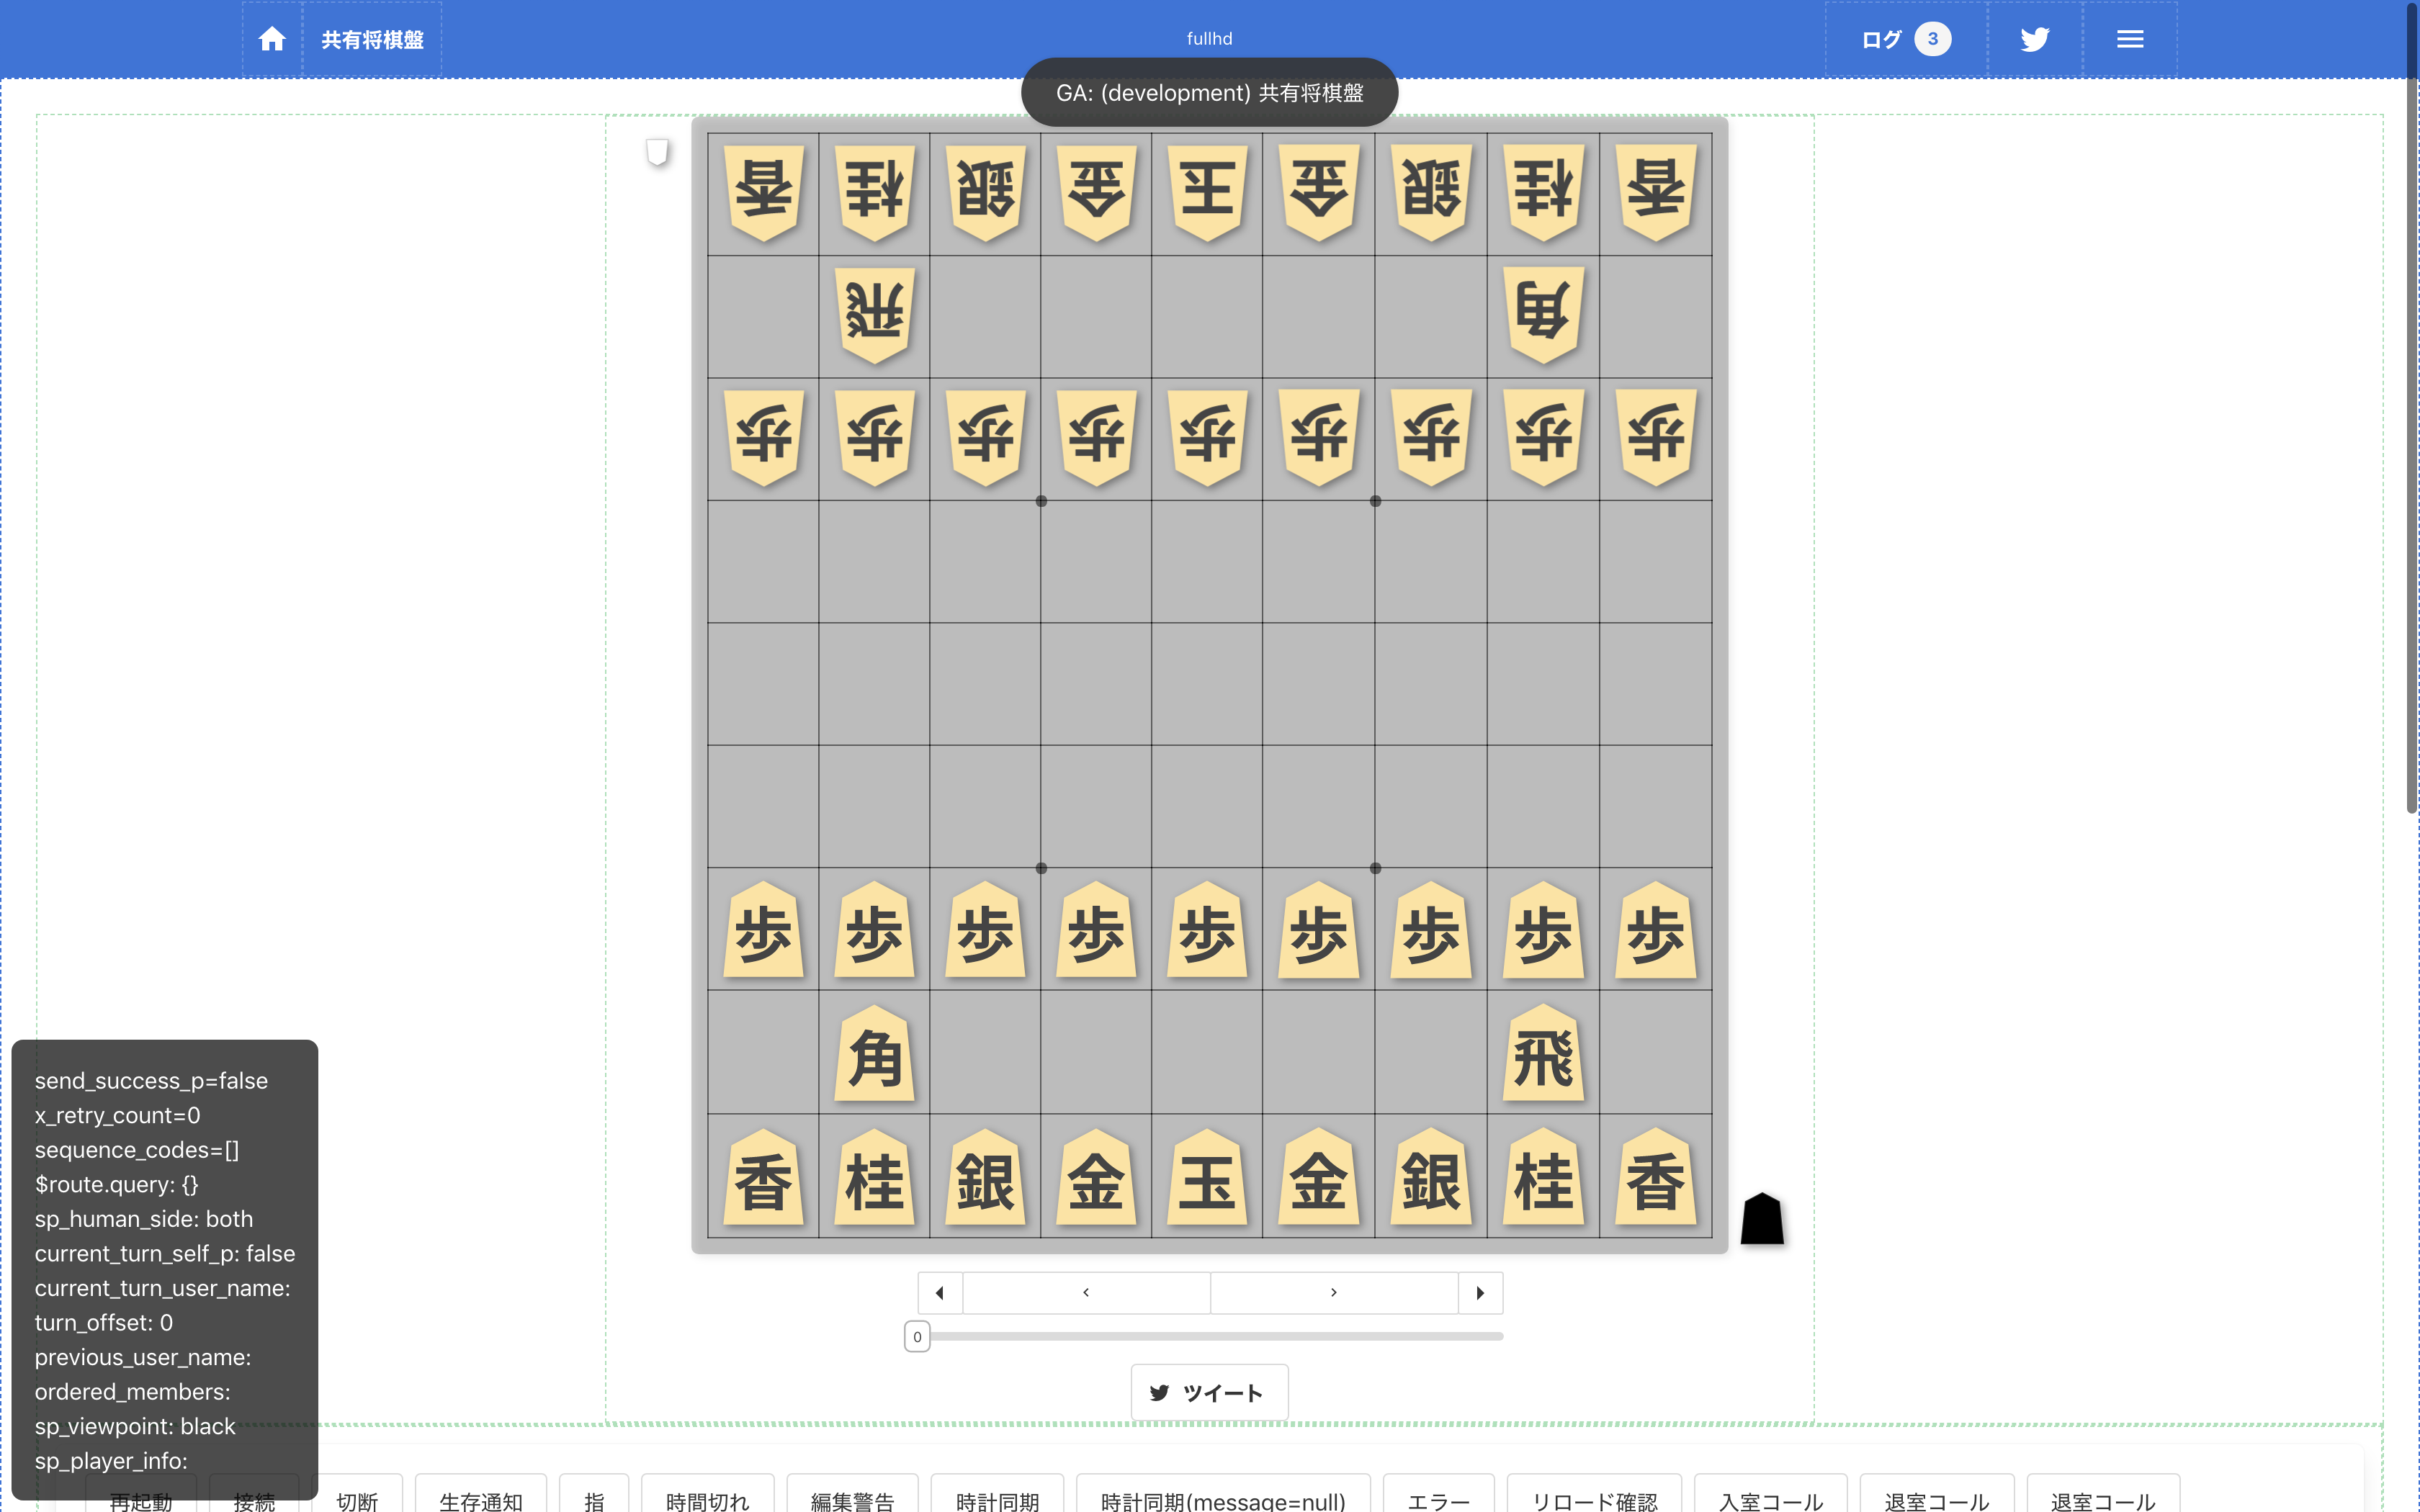 共有将棋盤
fullhd
ログ 3
GA: (development) 共有将棋盤
香 桂 銀 金 玉 金 銀 桂 香
飛 角
歩 歩 歩 歩 歩 歩 歩 歩 歩
歩 歩 歩 歩 歩 歩 歩 歩 歩
角 飛
香 桂 銀 金 玉 金 銀 桂 香
0
ツイート
send_success_p=false
x_retry_count=0
sequence_codes=[]
$route.query: {}
sp_human_side: both
current_turn_self_p: false
current_turn_user_name:
turn_offset: 0
previous_user_name:
ordered_members:
sp_viewpoint: black
sp_player_info:
再起動 接続 切断 生存通知 指 時間切れ 編集警告 時計同期 時計同期(message=null) エラー リロード確認 入室コール 退室コール 退室コール